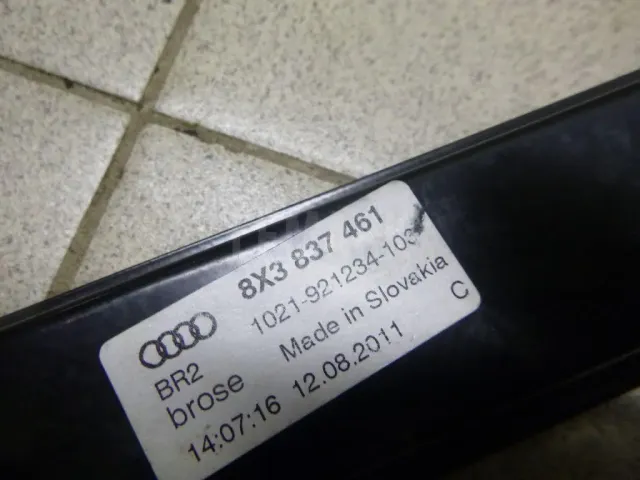 8X3 837 461
1021-921234-103
Made in Slovakia
C
BR2
brose
14:07:16 12.08.2011